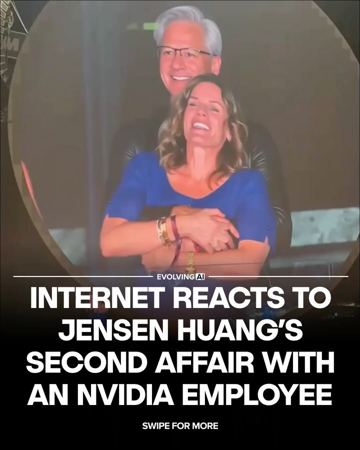 EVOLVING AI
INTERNET REACTS TO
JENSEN HUANG'S
SECOND AFFAIR WITH
AN NVIDIA EMPLOYEE
SWIPE FOR MORE